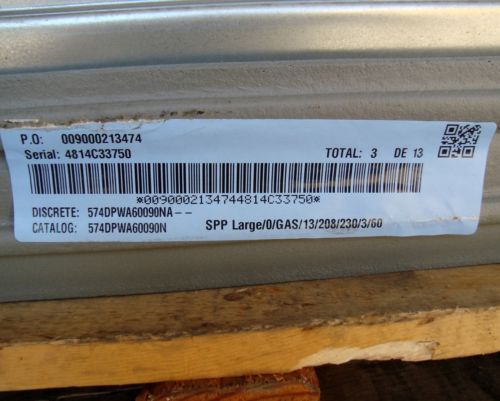 P.O: 009000213474
Serial: 4814C33750 TOTAL: 3 DE 13
*0090002134744814C33750*
DISCRETE: 574DPWA60090NA--
CATALOG: 574DPWA60090N SPP Large/0/GAS/13/208/230/3/60